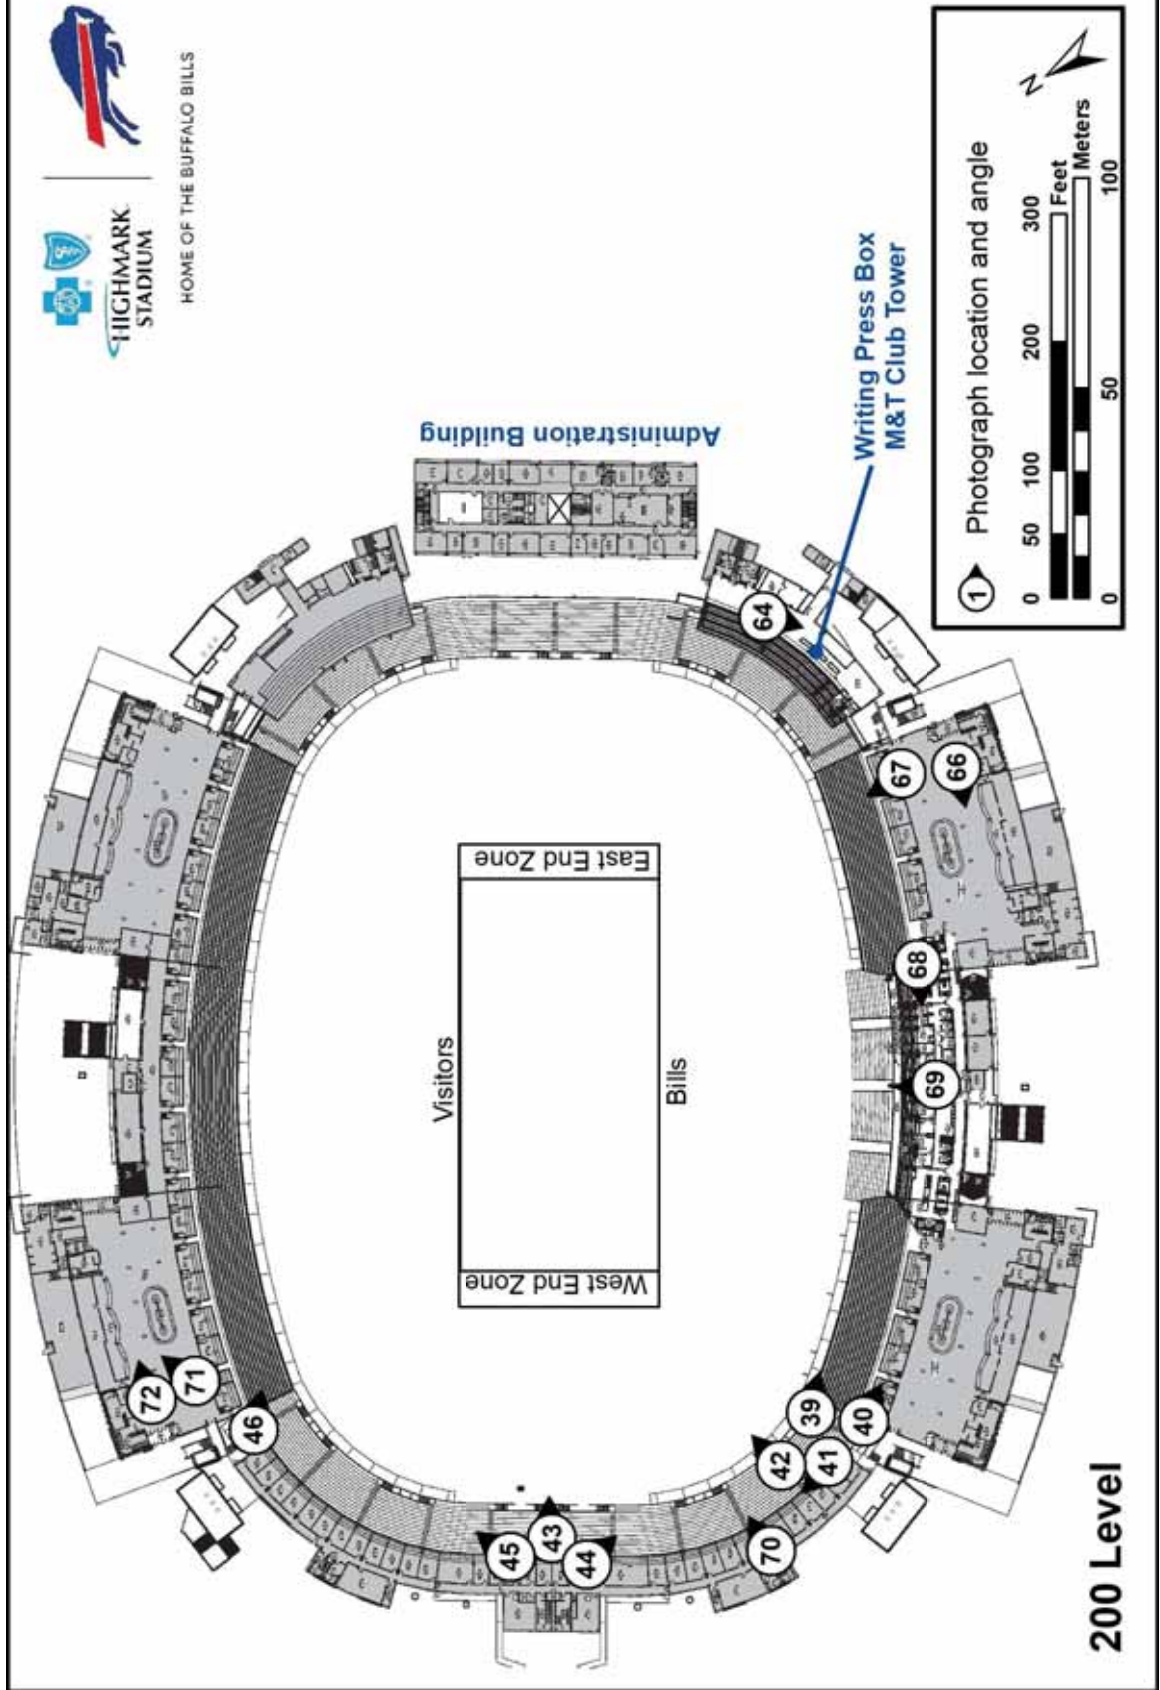 HIGHMARK
STADIUM
HOME OF THE BUFFALO BILLS
Administration Building
Writing Press Box
M&T Club Tower
64
67
66
68
69
Visitors
Bills
East End Zone
West End Zone
72
71
46
45
43
44
42
39
41
40
70
200 Level
1 Photograph location and angle
N
0 50 100 200 300
Feet
Meters
0 50 100